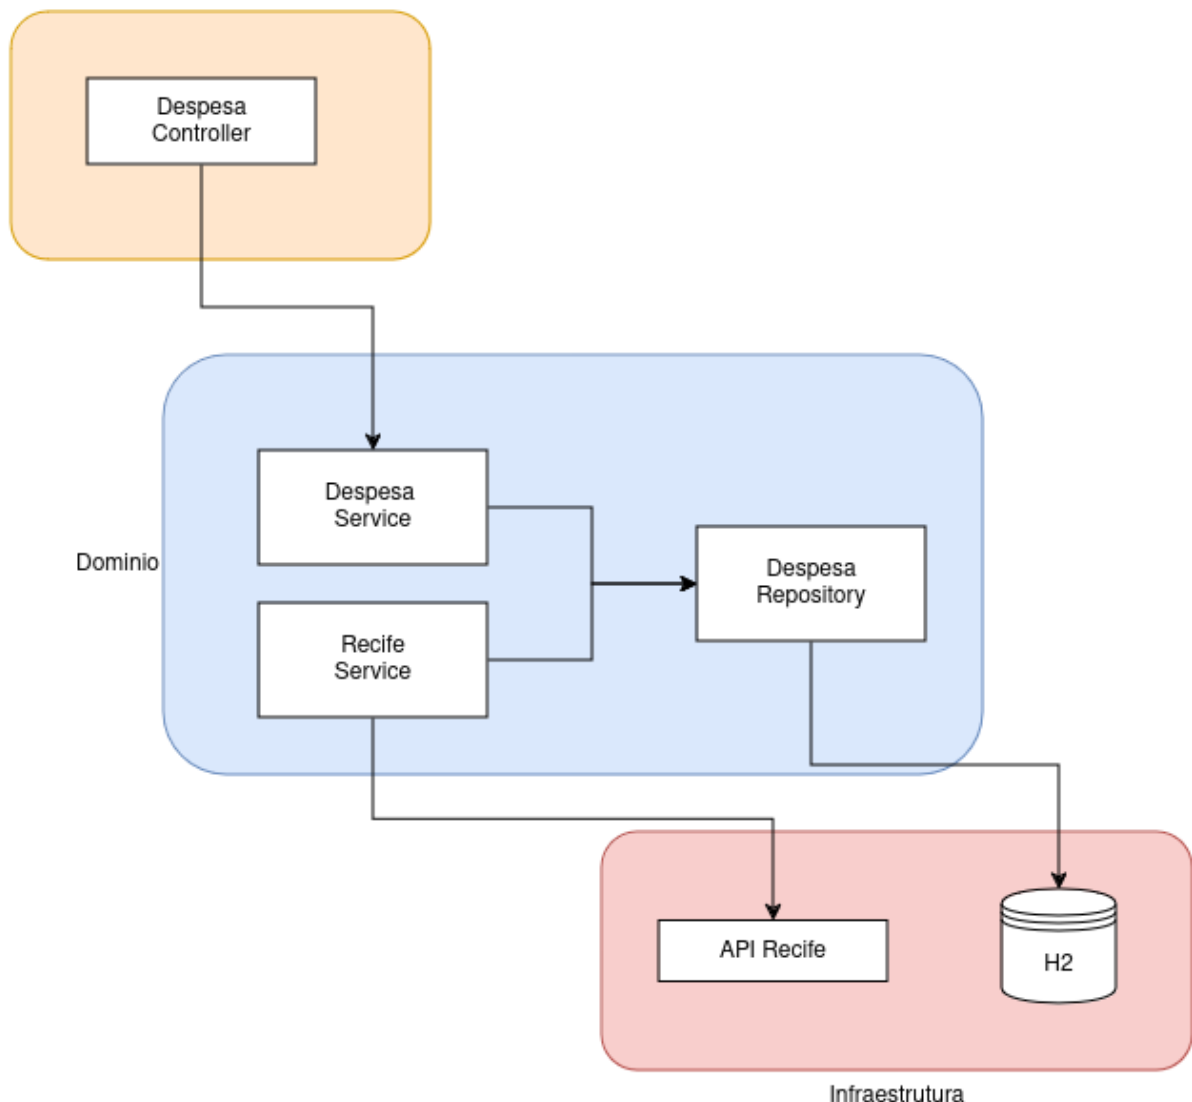 Despesa
Controller
Despesa
Service
Dominio
Despesa
Repository
Recife
Service
API Recife
H2
Infraestrutura